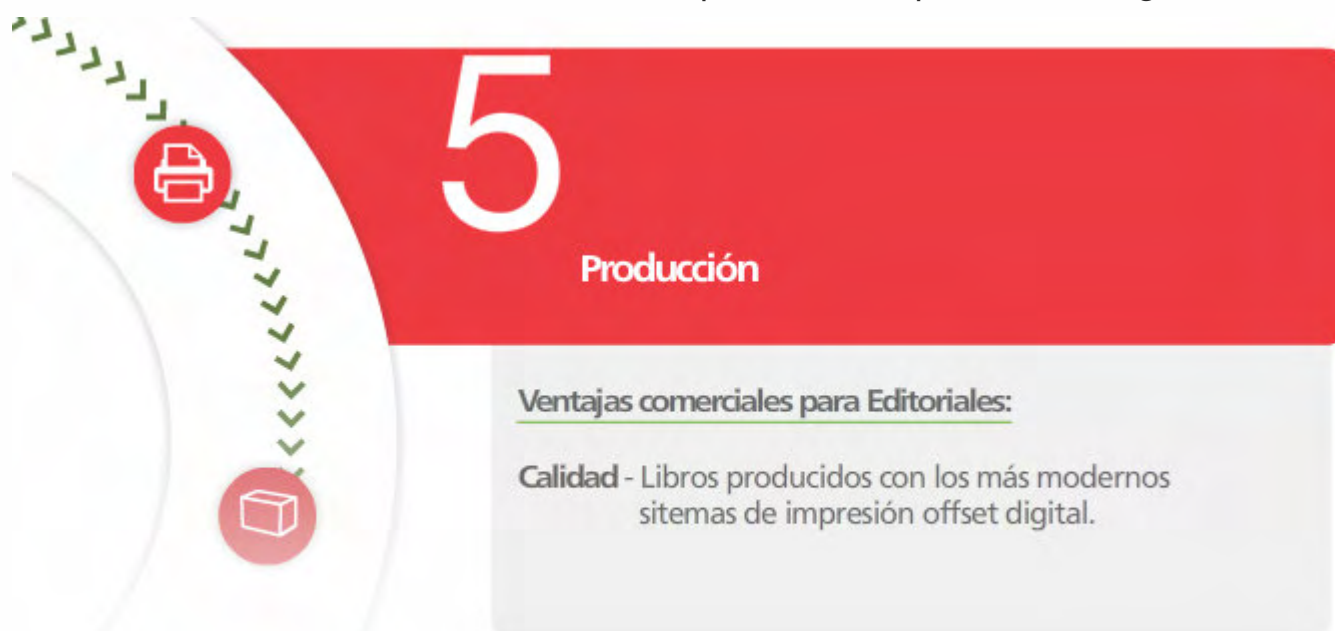 5
Producción
Ventajas comerciales para Editoriales:
Calidad - Libros producidos con los más modernos
sitemas de impresión offset digital.